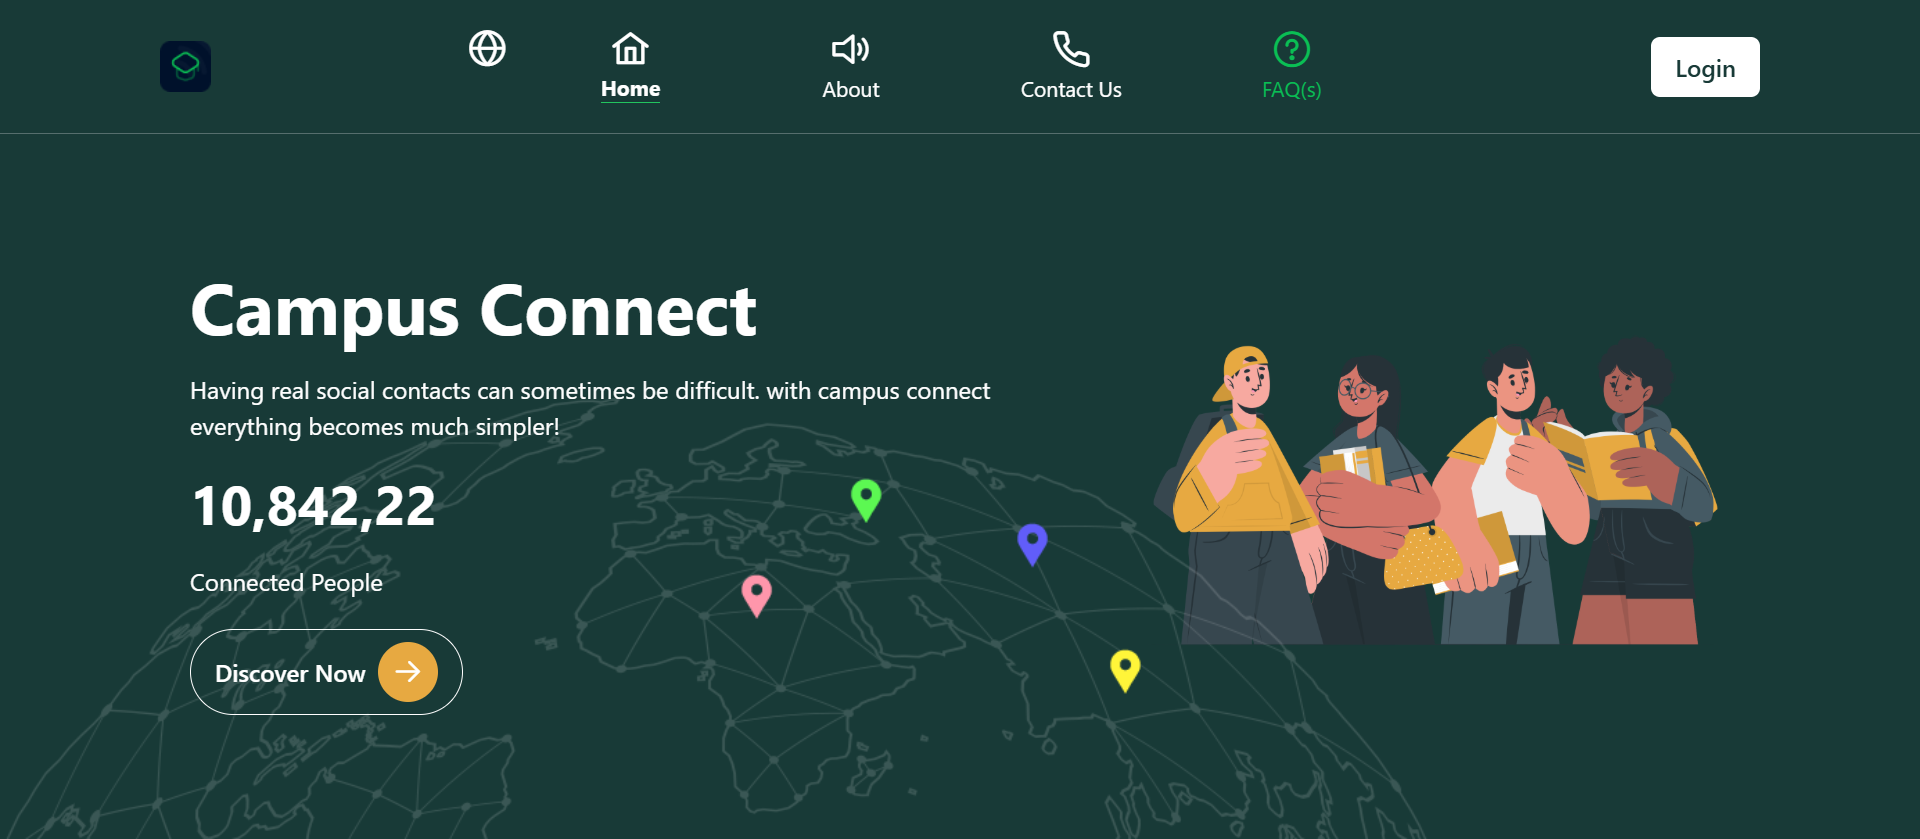 Home
About
Contact Us
FAQ(s)
Login
Campus Connect
Having real social contacts can sometimes be difficult. with campus connect
everything becomes much simpler!
10,842,22
Connected People
Discover Now